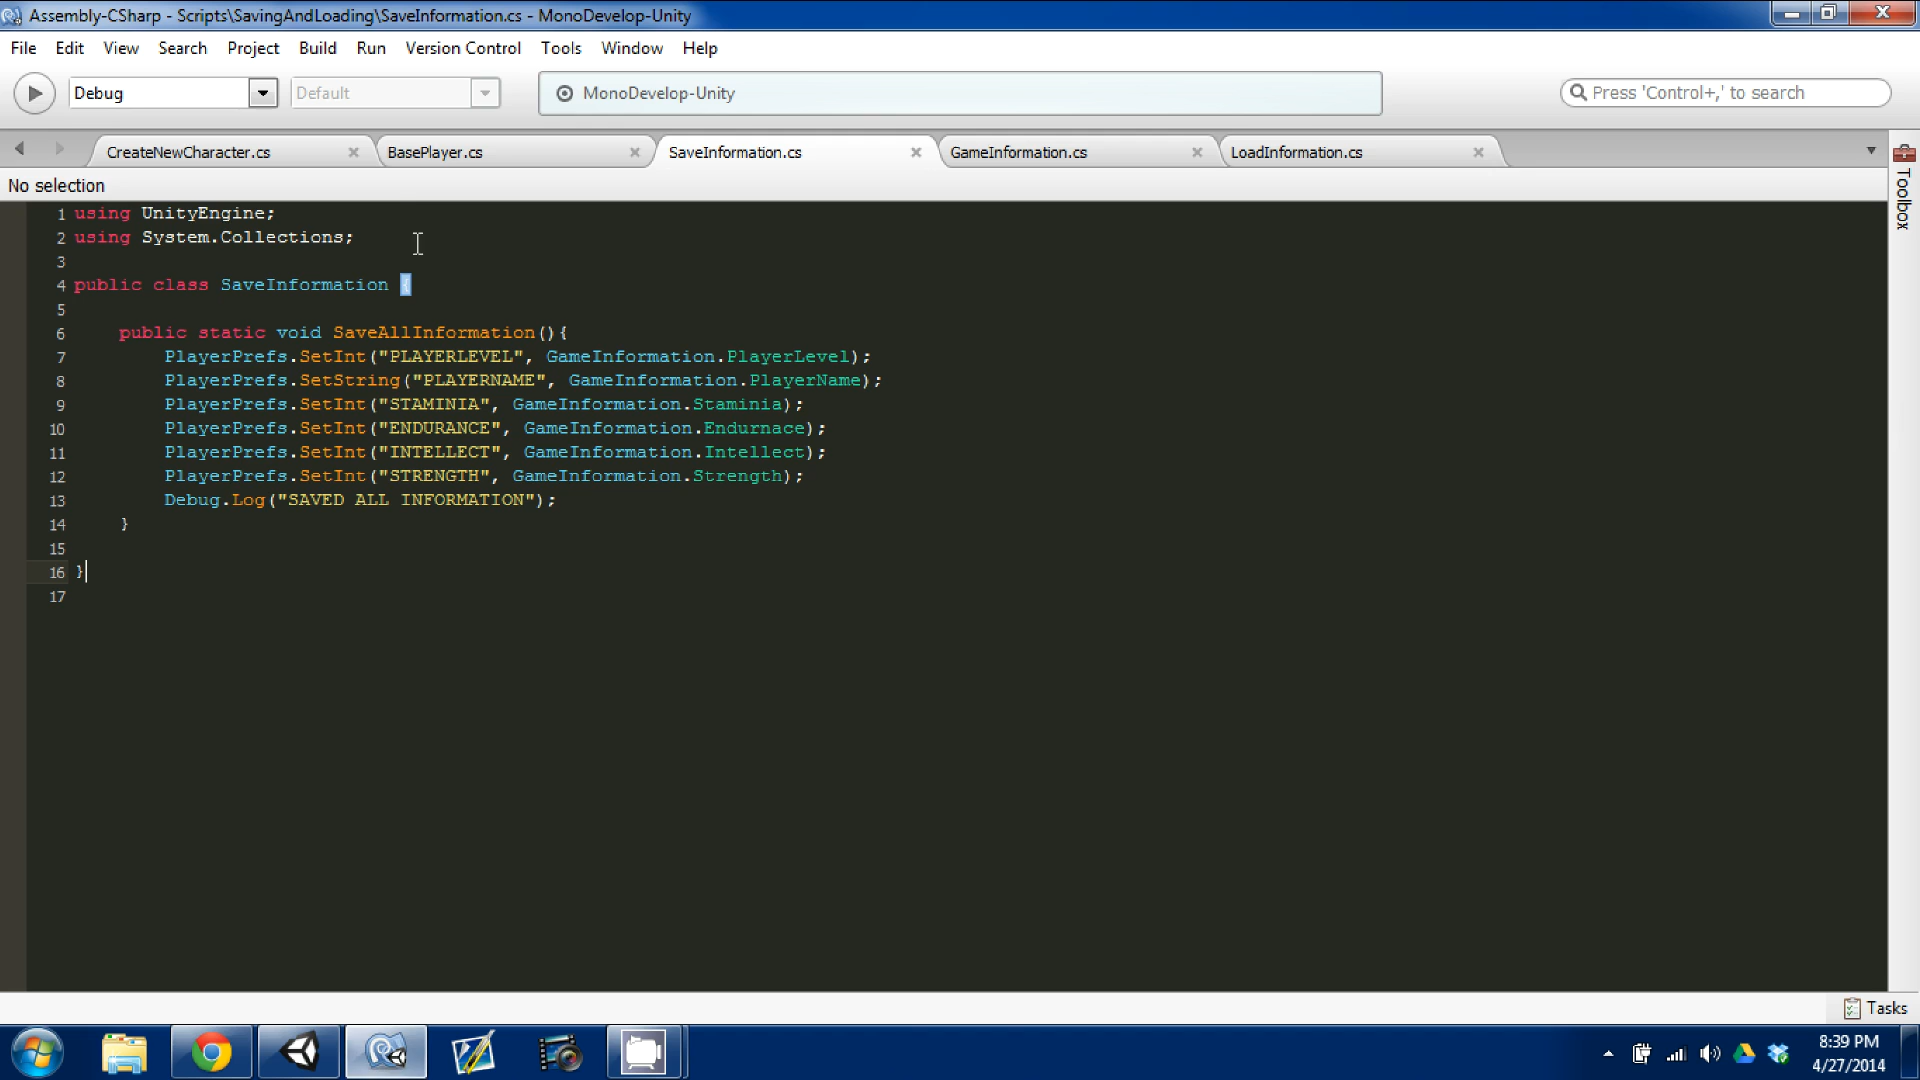 Assembly-CSharp - Scripts\SavingAndLoading\SaveInformation.cs - MonoDevelop-Unity
File Edit View Search Project Build Run Version Control Tools Window Help
Debug Default MonoDevelop-Unity Press 'Control+,' to search
CreateNewCharacter.cs BasePlayer.cs SaveInformation.cs GameInformation.cs LoadInformation.cs
No selection
Toolbox
1 using UnityEngine;
2 using System.Collections;
3
4 public class SaveInformation {
5
6 public static void SaveAllInformation(){
7 PlayerPrefs.SetInt("PLAYERLEVEL", GameInformation.PlayerLevel);
8 PlayerPrefs.SetString("PLAYERNAME", GameInformation.PlayerName);
9 PlayerPrefs.SetInt("STAMINIA", GameInformation.Staminia);
10 PlayerPrefs.SetInt("ENDURANCE", GameInformation.Endurnace);
11 PlayerPrefs.SetInt("INTELLECT", GameInformation.Intellect);
12 PlayerPrefs.SetInt("STRENGTH", GameInformation.Strength);
13 Debug.Log("SAVED ALL INFORMATION");
14 }
15
16 }
17
Tasks
8:39 PM
4/27/2014